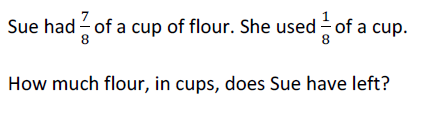 Sue had 7/8 of a cup of flour. She used 1/8 of a cup.
How much flour, in cups, does Sue have left?